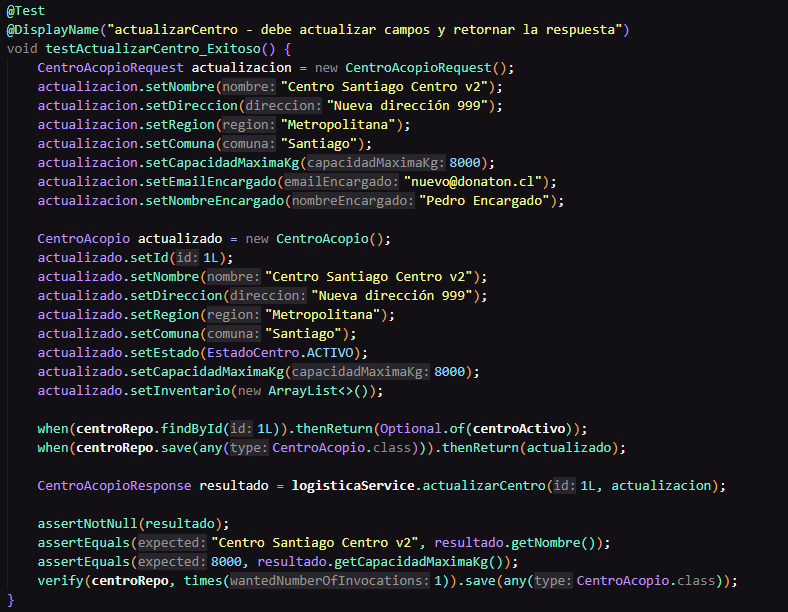 @Test
@DisplayName("actualizarCentro - debe actualizar campos y retornar la respuesta")
void testActualizarCentro_Exitoso() {
    CentroAcopioRequest actualizacion = new CentroAcopioRequest();
    actualizacion.setNombre(nombre: "Centro Santiago Centro v2");
    actualizacion.setDireccion(direccion: "Nueva dirección 999");
    actualizacion.setRegion(region: "Metropolitana");
    actualizacion.setComuna(comuna: "Santiago");
    actualizacion.setCapacidadMaximaKg(capacidadMaximaKg: 8000);
    actualizacion.setEmailEncargado(emailEncargado: "nuevo@donaton.cl");
    actualizacion.setNombreEncargado(nombreEncargado: "Pedro Encargado");

    CentroAcopio actualizado = new CentroAcopio();
    actualizado.setId(id: 1L);
    actualizado.setNombre(nombre: "Centro Santiago Centro v2");
    actualizado.setDireccion(direccion: "Nueva dirección 999");
    actualizado.setRegion(region: "Metropolitana");
    actualizado.setComuna(comuna: "Santiago");
    actualizado.setEstado(EstadoCentro.ACTIVO);
    actualizado.setCapacidadMaximaKg(capacidadMaximaKg: 8000);
    actualizado.setInventario(new ArrayList<>());

    when(centroRepo.findById(id: 1L)).thenReturn(Optional.of(centroActivo));
    when(centroRepo.save(any(type: CentroAcopio.class))).thenReturn(actualizado);

    CentroAcopioResponse resultado = logisticaService.actualizarCentro(id: 1L, actualizacion);

    assertNotNull(resultado);
    assertEquals(expected: "Centro Santiago Centro v2", resultado.getNombre());
    assertEquals(expected: 8000, resultado.getCapacidadMaximaKg());
    verify(centroRepo, times(wantedNumberOfInvocations: 1)).save(any(type: CentroAcopio.class));
}